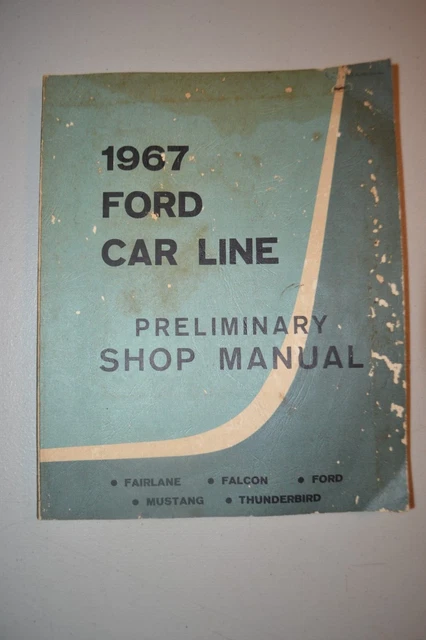 1967
FORD
CAR LINE
PRELIMINARY
SHOP MANUAL
• FAIRLANE • FALCON • FORD
• MUSTANG • THUNDERBIRD